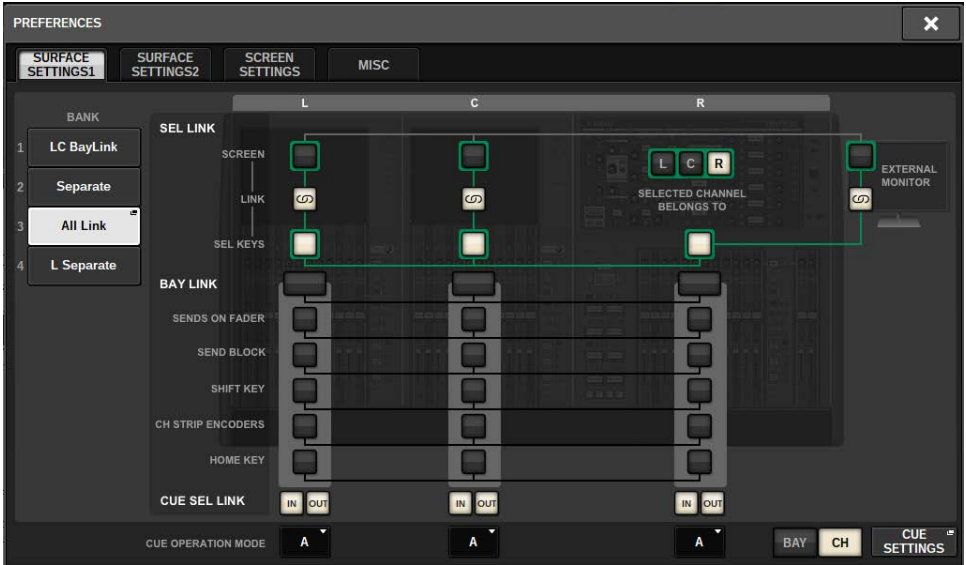 PREFERENCES
SURFACE
SETTINGS1
SURFACE
SETTINGS2
SCREEN
SETTINGS
MISC
L
C
R
BANK
1
LC BayLink
2
Separate
3
All Link
4
L Separate
SEL LINK
SCREEN
LINK
SEL KEYS
L
C
R
SELECTED CHANNEL
BELONGS TO
EXTERNAL
MONITOR
BAY LINK
SENDS ON FADER
SEND BLOCK
SHIFT KEY
CH STRIP ENCODERS
HOME KEY
CUE SEL LINK
IN OUT
IN OUT
IN OUT
CUE OPERATION MODE
A
A
A
BAY
CH
CUE
SETTINGS